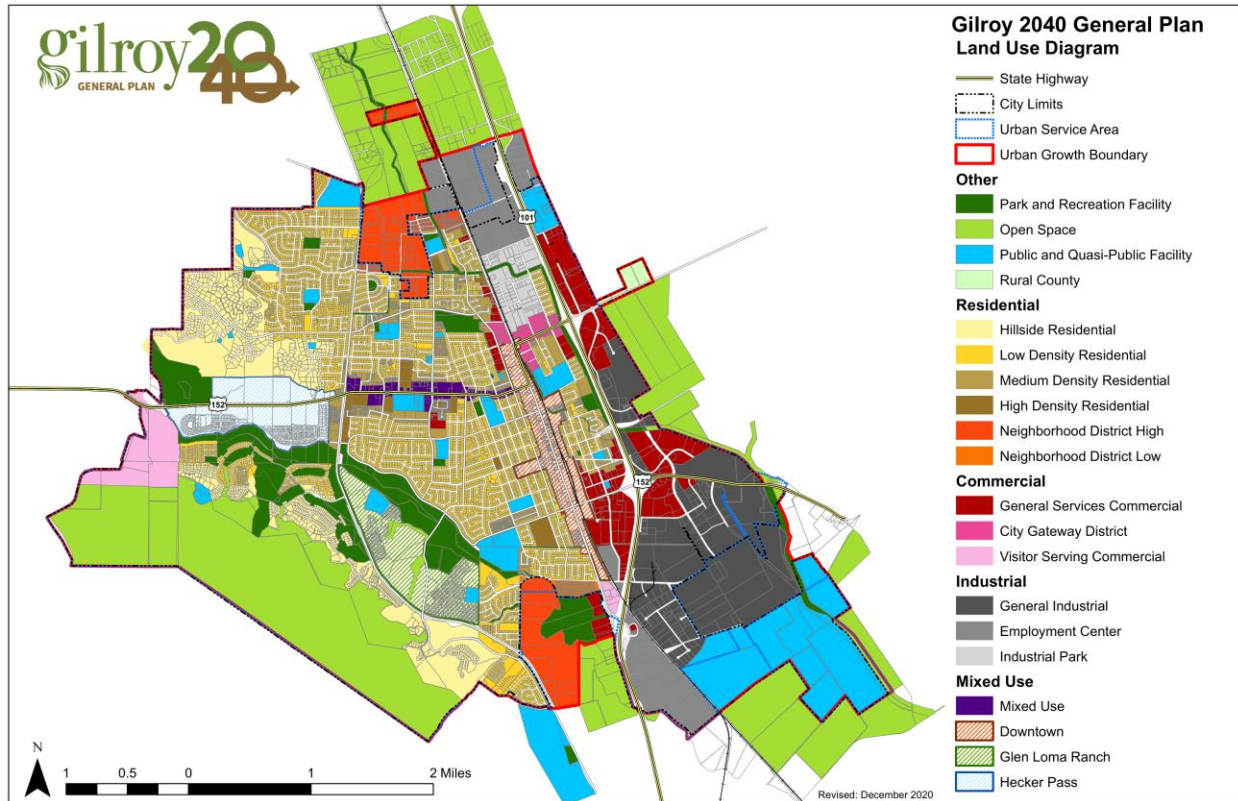 gilroy2040
GENERAL PLAN
Gilroy 2040 General Plan
Land Use Diagram
State Highway
City Limits
Urban Service Area
Urban Growth Boundary
Other
Park and Recreation Facility
Open Space
Public and Quasi-Public Facility
Rural County
Residential
Hillside Residential
Low Density Residential
Medium Density Residential
High Density Residential
Neighborhood District High
Neighborhood District Low
Commercial
General Services Commercial
City Gateway District
Visitor Serving Commercial
Industrial
General Industrial
Employment Center
Industrial Park
Mixed Use
Mixed Use
Downtown
Glen Loma Ranch
Hecker Pass
101
152
152
N
1 0.5 0 1 2 Miles
Revised: December 2020